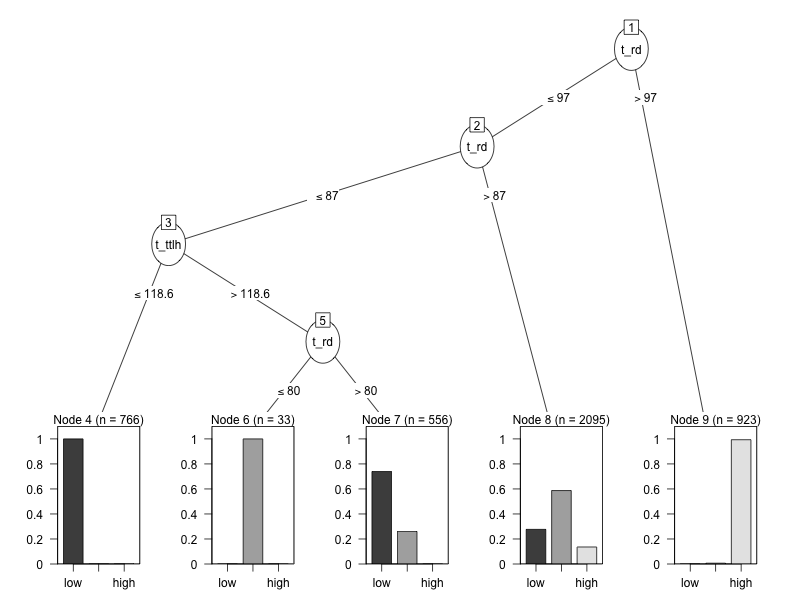 1
t_rd
≤ 97
> 97
2
t_rd
≤ 87
> 87
3
t_ttlh
≤ 118.6
> 118.6
5
t_rd
≤ 80
> 80
Node 4 (n = 766)
1
0.8
0.6
0.4
0.2
0
low
high
Node 6 (n = 33)
1
0.8
0.6
0.4
0.2
0
low
high
Node 7 (n = 556)
1
0.8
0.6
0.4
0.2
0
low
high
Node 8 (n = 2095)
1
0.8
0.6
0.4
0.2
0
low
high
Node 9 (n = 923)
1
0.8
0.6
0.4
0.2
0
low
high